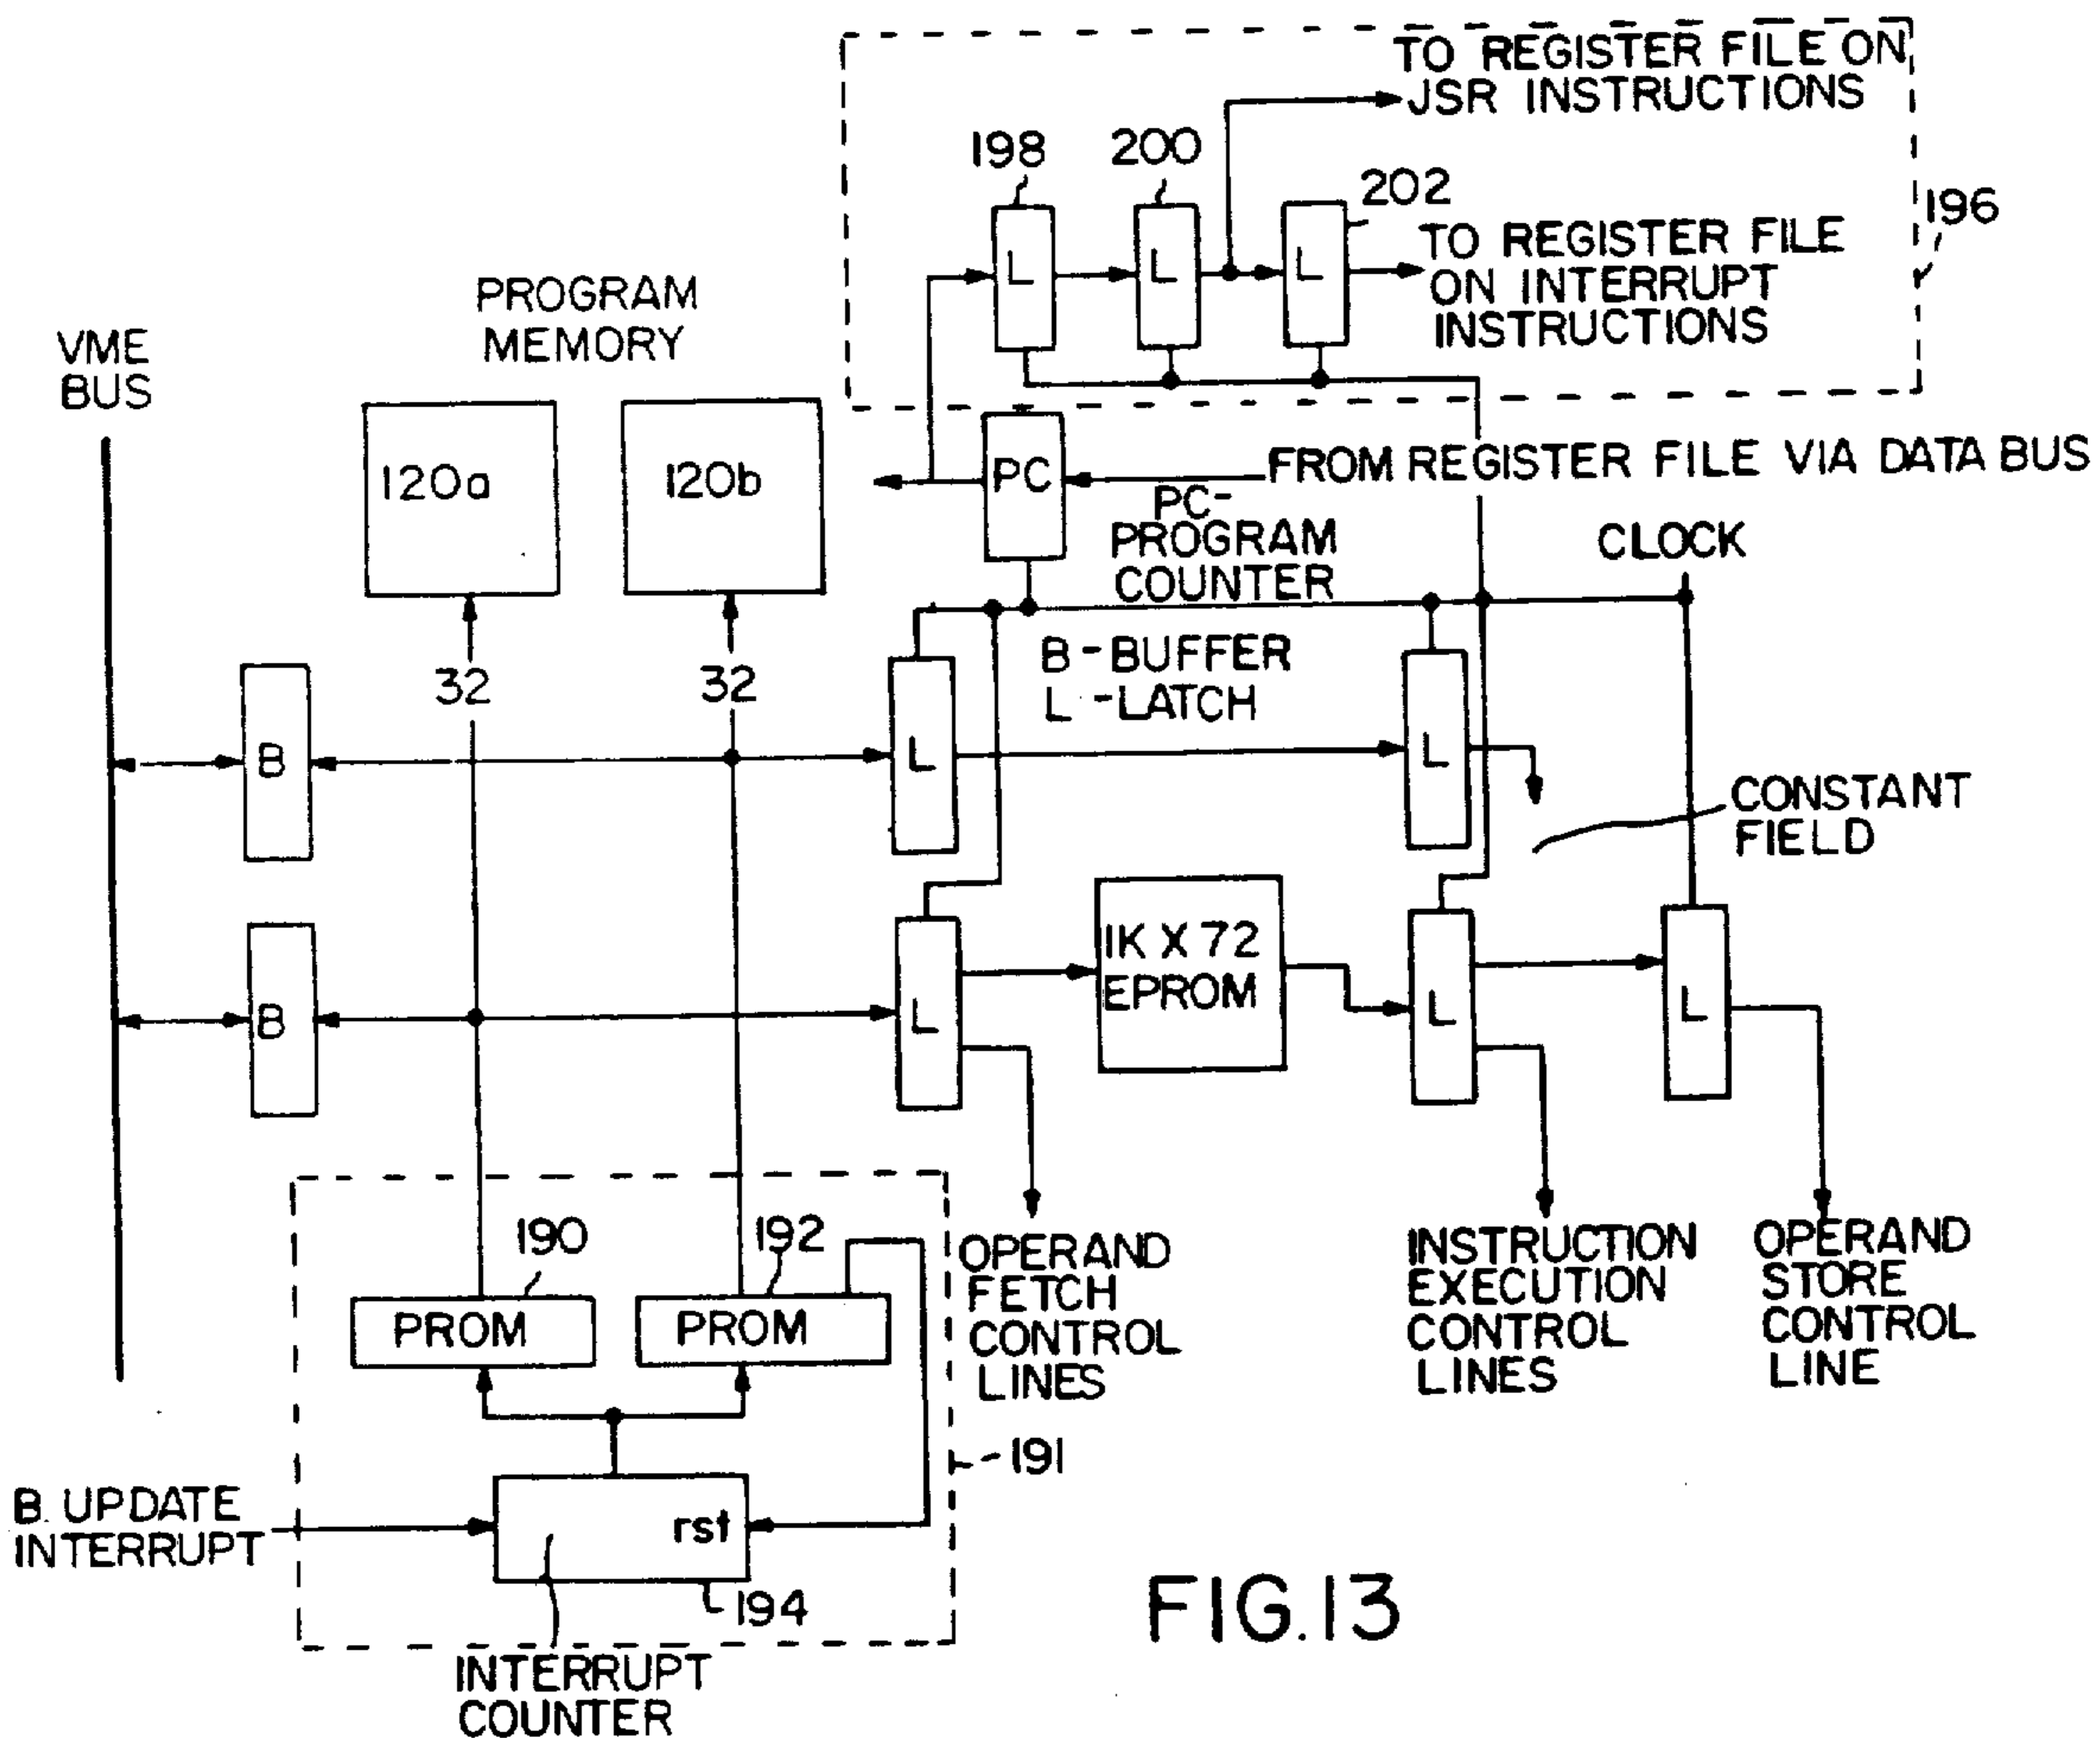 TO REGISTER FILE ON
JSR INSTRUCTIONS
198
200
202
TO REGISTER FILE
ON INTERRUPT
INSTRUCTIONS
196
L
L
L
PROGRAM
MEMORY
VME
BUS
120a
120b
PC
FROM REGISTER FILE VIA DATA BUS
PC-
PROGRAM
COUNTER
CLOCK
B - BUFFER
L - LATCH
32
32
B
L
L
CONSTANT
FIELD
B
L
1K X 72
EPROM
L
L
190
192
PROM
PROM
OPERAND
FETCH
CONTROL
LINES
INSTRUCTION
EXECUTION
CONTROL
LINES
OPERAND
STORE
CONTROL
LINE
191
B. UPDATE
INTERRUPT
rst
194
INTERRUPT
COUNTER
FIG.13